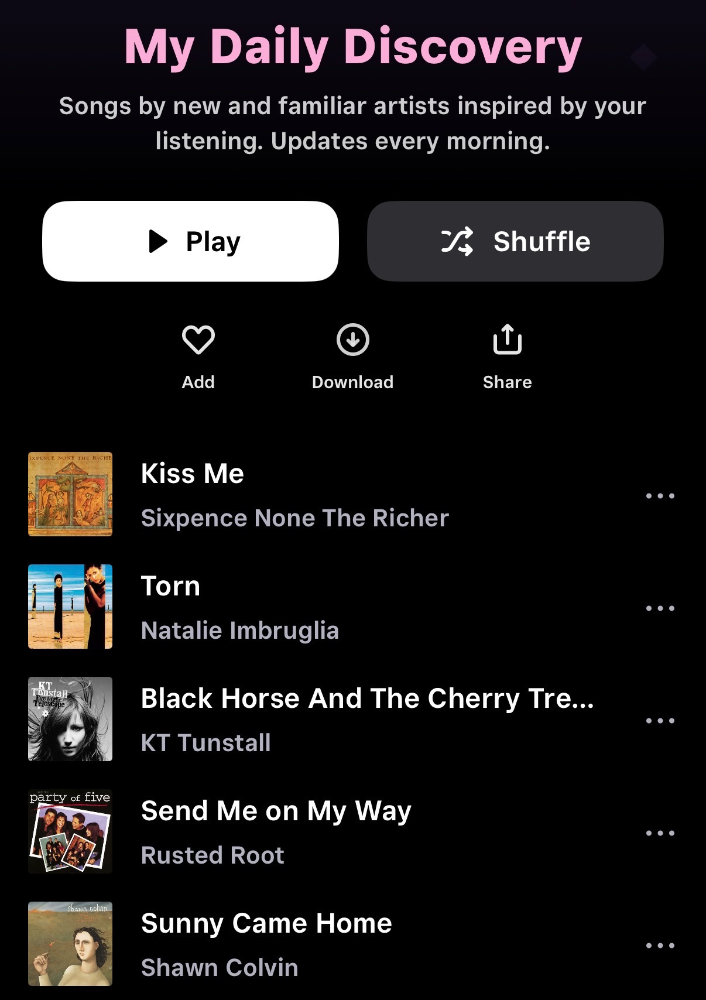 My Daily Discovery
Songs by new and familiar artists inspired by your
listening. Updates every morning.
Play
Shuffle
Add
Download
Share
IXPENCE NONE THE RICHE
Kiss Me
Sixpence None The Richer
Torn
Natalie Imbruglia
KT
Tunstall
Eye to the
Telescope
Black Horse And The Cherry Tre...
KT Tunstall
party of five
Send Me on My Way
Rusted Root
shawn colvin
Sunny Came Home
Shawn Colvin